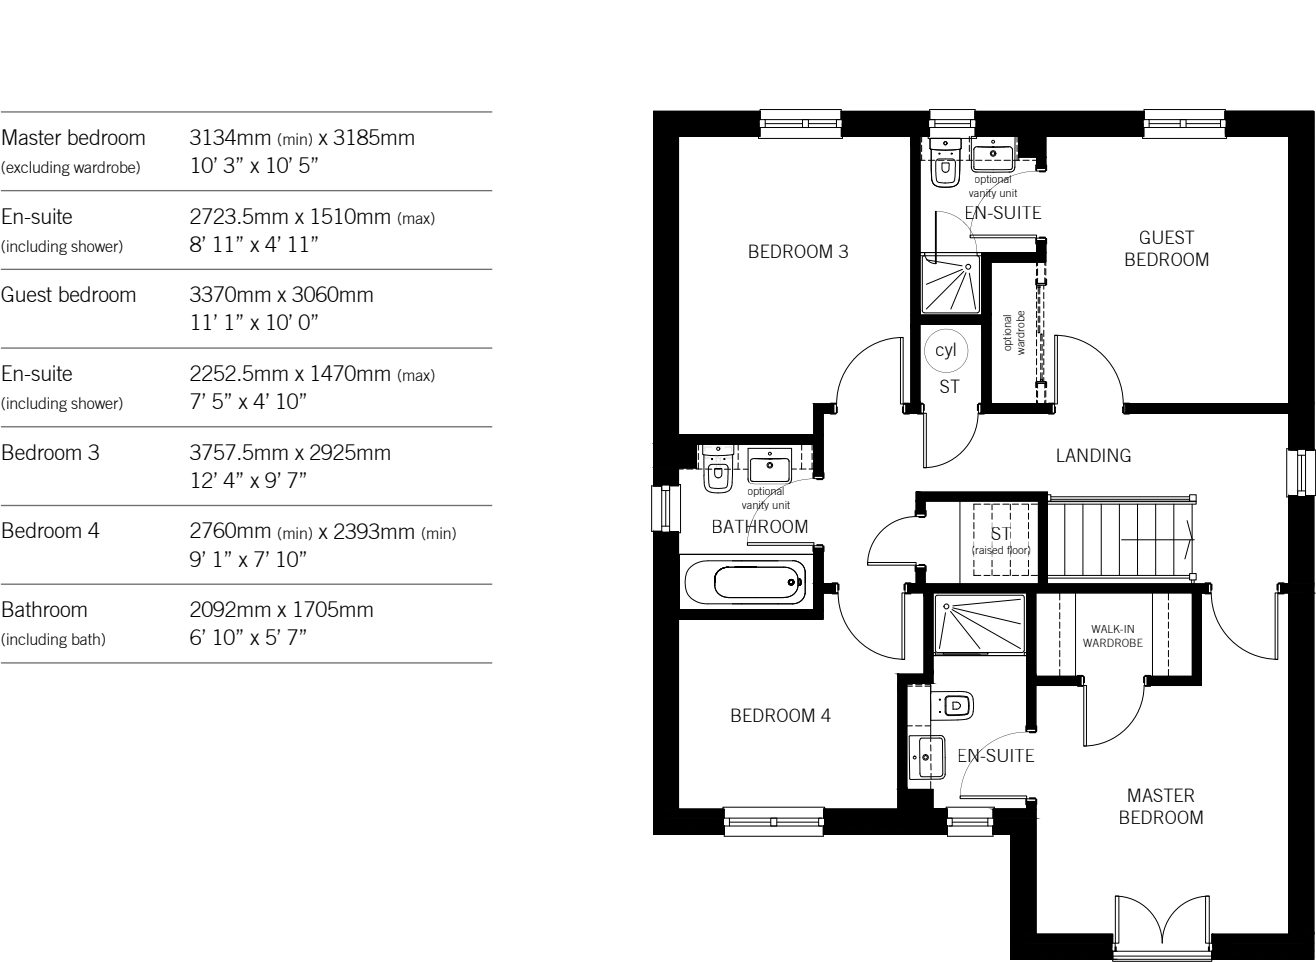 Master bedroom 3134mm (min) x 3185mm
(excluding wardrobe) 10’ 3” x 10’ 5”
En-suite 2723.5mm x 1510mm (max)
(including shower) 8’ 11” x 4’ 11”
Guest bedroom 3370mm x 3060mm
11’ 1” x 10’ 0”
En-suite 2252.5mm x 1470mm (max)
(including shower) 7’ 5” x 4’ 10”
Bedroom 3 3757.5mm x 2925mm
12’ 4” x 9’ 7”
Bedroom 4 2760mm (min) x 2393mm (min)
9’ 1” x 7’ 10”
Bathroom 2092mm x 1705mm
(including bath) 6’ 10” x 5’ 7”
optional
vanity unit
EN-SUITE
BEDROOM 3
GUEST
BEDROOM
optional
wardrobe
cyl
ST
LANDING
optional
vanity unit
BATHROOM
ST
(raised floor)
WALK-IN
WARDROBE
BEDROOM 4
EN-SUITE
MASTER
BEDROOM